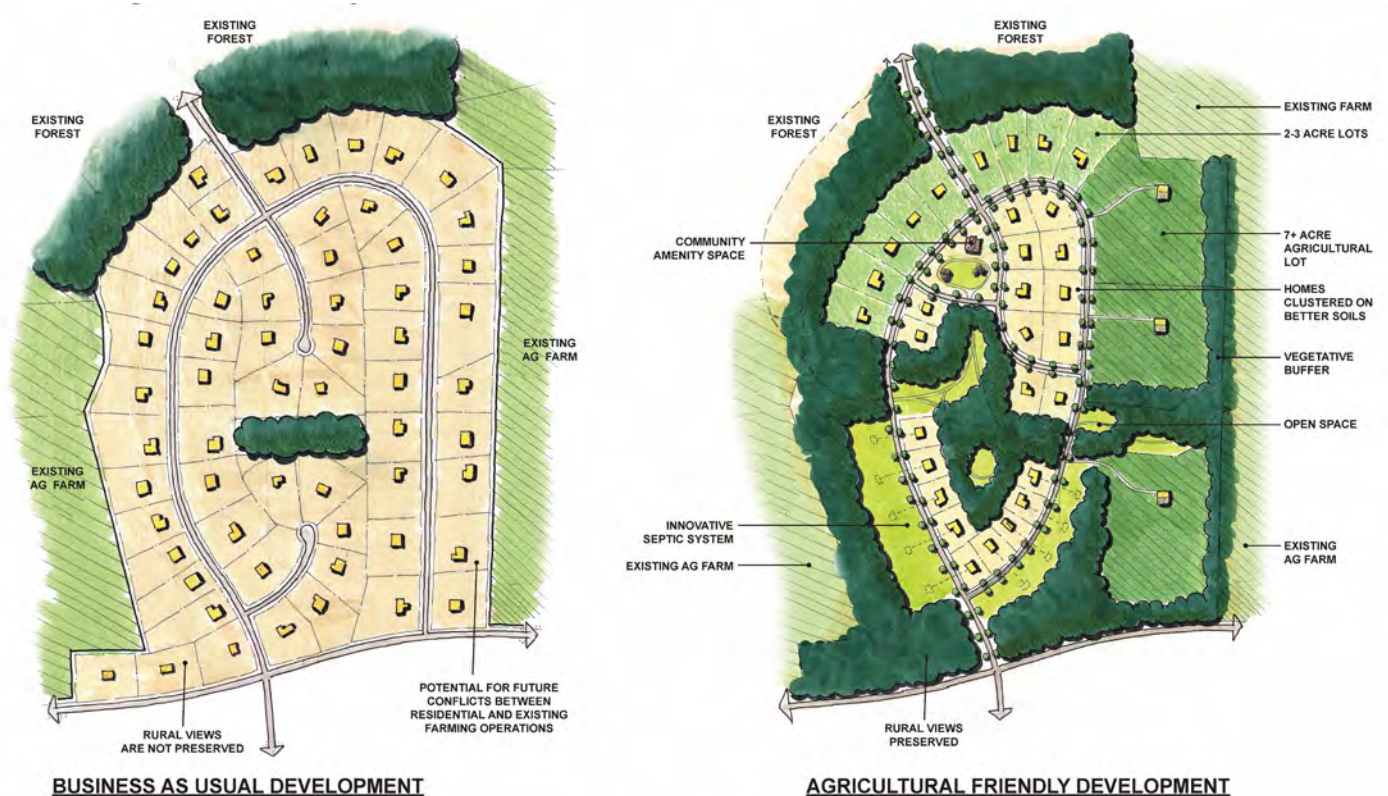 EXISTING
FOREST
EXISTING
FOREST
EXISTING
AG FARM
EXISTING
AG FARM
RURAL VIEWS
ARE NOT PRESERVED
POTENTIAL FOR FUTURE
CONFLICTS BETWEEN
RESIDENTIAL AND EXISTING
FARMING OPERATIONS
BUSINESS AS USUAL DEVELOPMENT
EXISTING
FOREST
EXISTING
FOREST
EXISTING FARM
2-3 ACRE LOTS
COMMUNITY
AMENITY SPACE
7+ ACRE
AGRICULTURAL
LOT
HOMES
CLUSTERED ON
BETTER SOILS
VEGETATIVE
BUFFER
OPEN SPACE
INNOVATIVE
SEPTIC SYSTEM
EXISTING AG FARM
EXISTING
AG FARM
RURAL VIEWS
PRESERVED
AGRICULTURAL FRIENDLY DEVELOPMENT